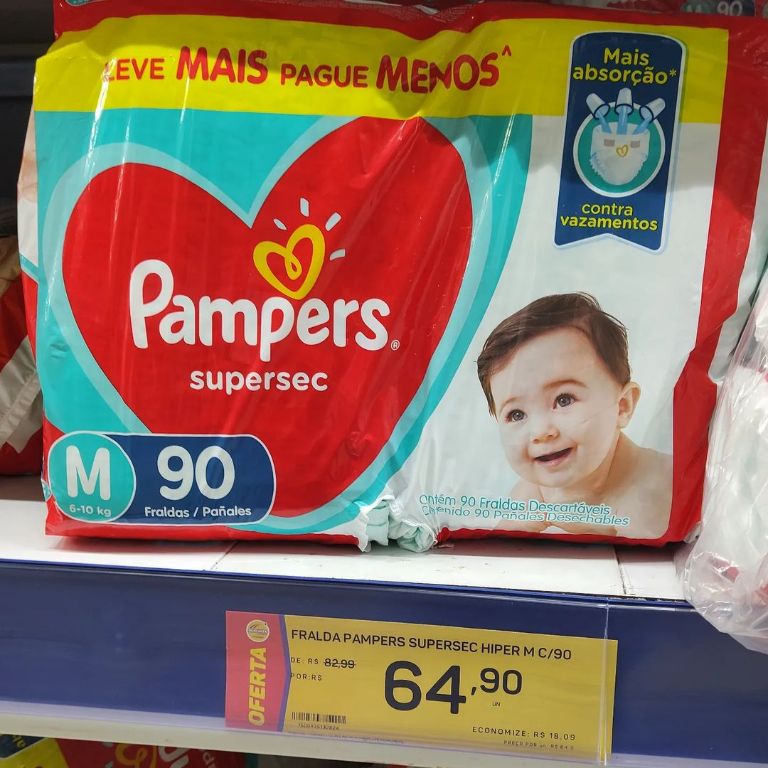 LEVE MAIS PAGUE MENOS^
Mais
absorção*
contra
vazamentos
Pampers®
supersec
M
6-10 kg
90
Fraldas / Pañales
Contém 90 Fraldas Descartáveis
Contenido 90 Pañales Desechables
OFERTA
FRALDA PAMPERS SUPERSEC HIPER M C/90
DE: R$ 82,99
POR: R$
64,90
UN
ECONOMIZE: R$ 18,09
90